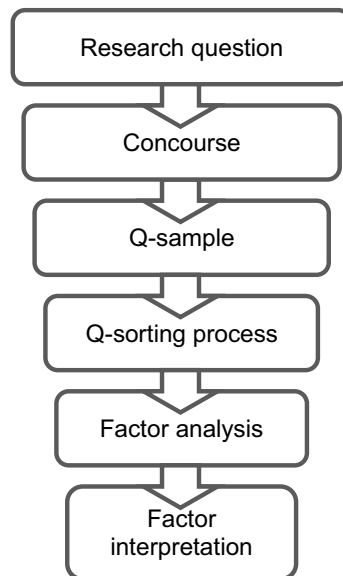 Research question
Concourse
Q-sample
Q-sorting process
Factor analysis
Factor
interpretation